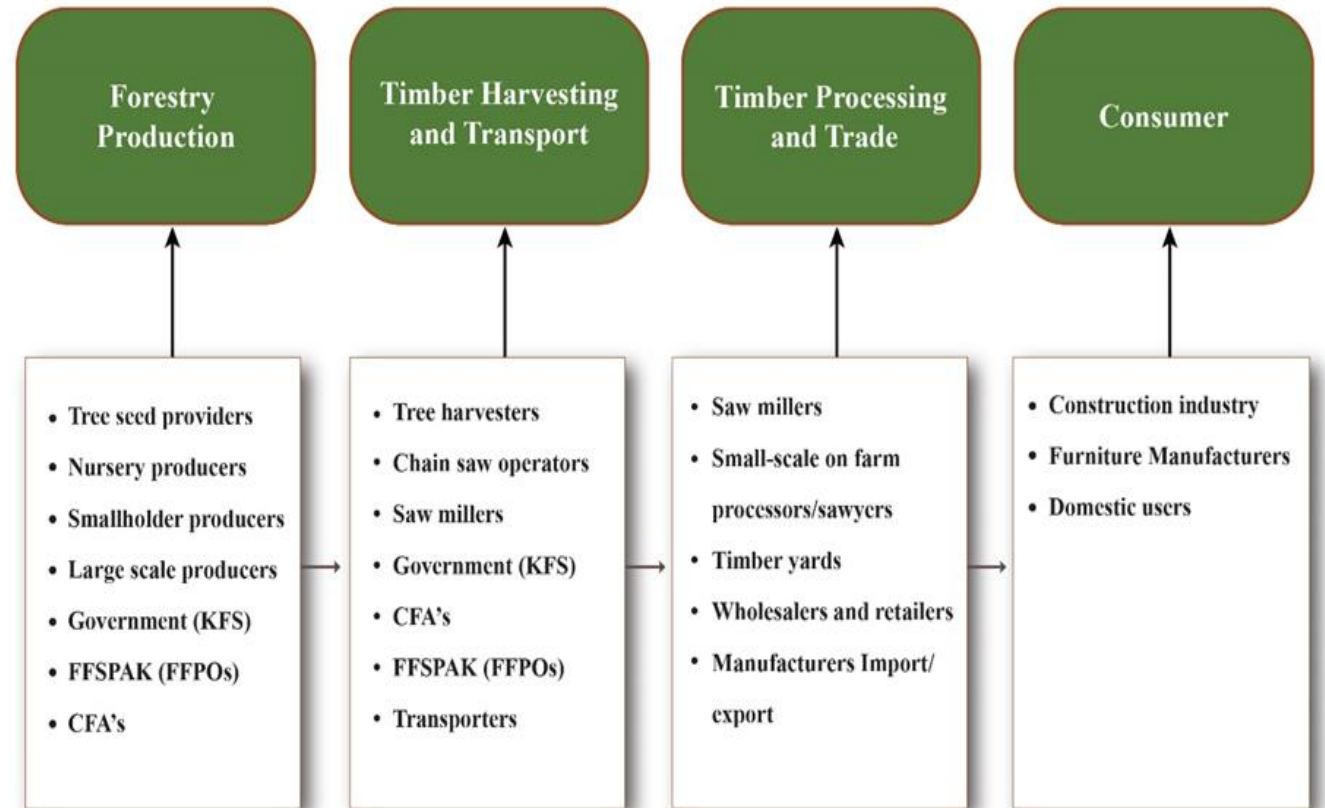 Forestry
Production
Timber Harvesting
and Transport
Timber Processing
and Trade
Consumer
• Tree seed providers
• Nursery producers
• Smallholder producers
• Large scale producers
• Government (KFS)
• FFSPAK (FFPOs)
• CFA's
• Tree harvesters
• Chain saw operators
• Saw millers
• Government (KFS)
• CFA's
• FFSPAK (FFPOs)
• Transporters
• Saw millers
• Small-scale on farm
processors/sawyers
• Timber yards
• Wholesalers and retailers
• Manufacturers Import/
export
• Construction industry
• Furniture Manufacturers
• Domestic users